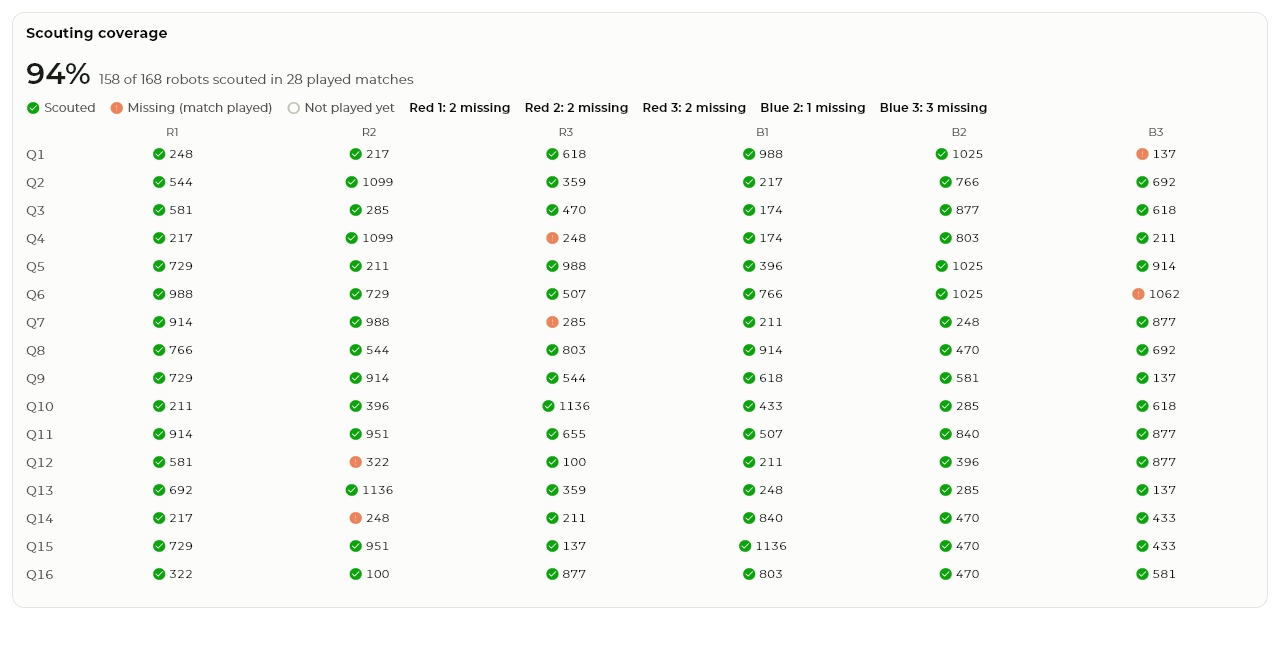 Scouting coverage
94% 158 of 168 robots scouted in 28 played matches
Scouted Missing (match played) Not played yet Red 1: 2 missing Red 2: 2 missing Red 3: 2 missing Blue 2: 1 missing Blue 3: 3 missing
R1 R2 R3 B1 B2 B3
Q1 248 217 618 988 1025 137
Q2 544 1099 359 217 766 692
Q3 581 285 470 174 877 618
Q4 217 1099 248 174 803 211
Q5 729 211 988 396 1025 914
Q6 988 729 507 766 1025 1062
Q7 914 988 285 211 248 877
Q8 766 544 803 914 470 692
Q9 729 914 544 618 581 137
Q10 211 396 1136 433 285 618
Q11 914 951 655 507 840 877
Q12 581 322 100 211 396 877
Q13 692 1136 359 248 285 137
Q14 217 248 211 840 470 433
Q15 729 951 137 1136 470 433
Q16 322 100 877 803 470 581